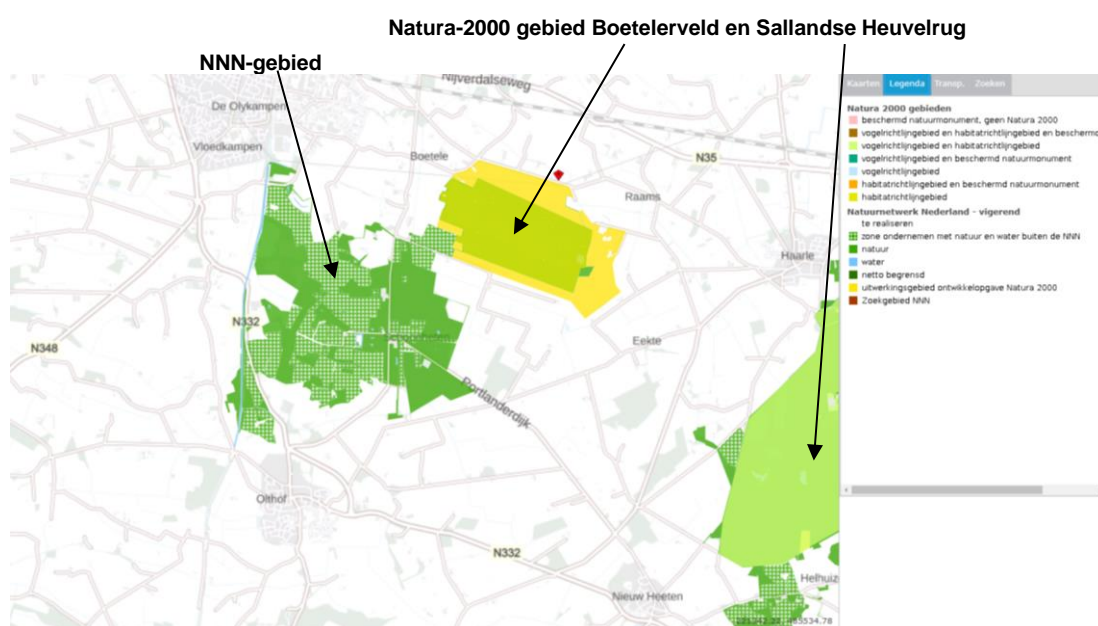 Natura-2000 gebied Boetelerveld en Sallandse Heuvelrug
NNN-gebied
Nijverdalseweg
De Olykampen
Vloedkampen
Boetele
N35
Raams
Haarle
N332
N348
Eekte
Portlanderdijk
Olthof
N332
Helhuiz
Nieuw Heeten
Kaarten Legenda Transp. Zoeken
Natura 2000 gebieden
beschermd natuurmonument, geen Natura 2000
vogelrichtlijngebied en habitatrichtlijngebied en beschermd
vogelrichtlijngebied en habitatrichtlijngebied
vogelrichtlijngebied en beschermd natuurmonument
vogelrichtlijngebied
habitatrichtlijngebied en beschermd natuurmonument
habitatrichtlijngebied
Natuurnetwerk Nederland - vigerend
te realiseren
zone ondernemen met natuur en water buiten de NNN
natuur
water
netto begrensd
uitwerkingsgebied ontwikkelopgave Natura 2000
Zoekgebied NNN